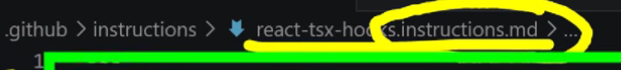 .github > instructions > react-tsx-hooks.instructions.md > ...
1